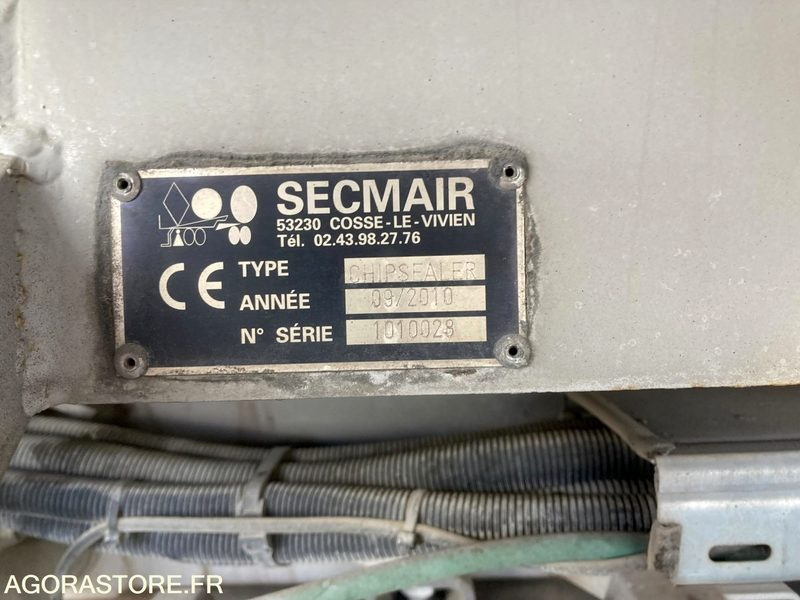 SECMAIR
53230 COSSE-LE-VIVIEN
Tél. 02.43.98.27.76
CE
TYPE CHIPSEALER
ANNÉE 09/2010
N° SÉRIE 1010028
AGORASTORE.FR